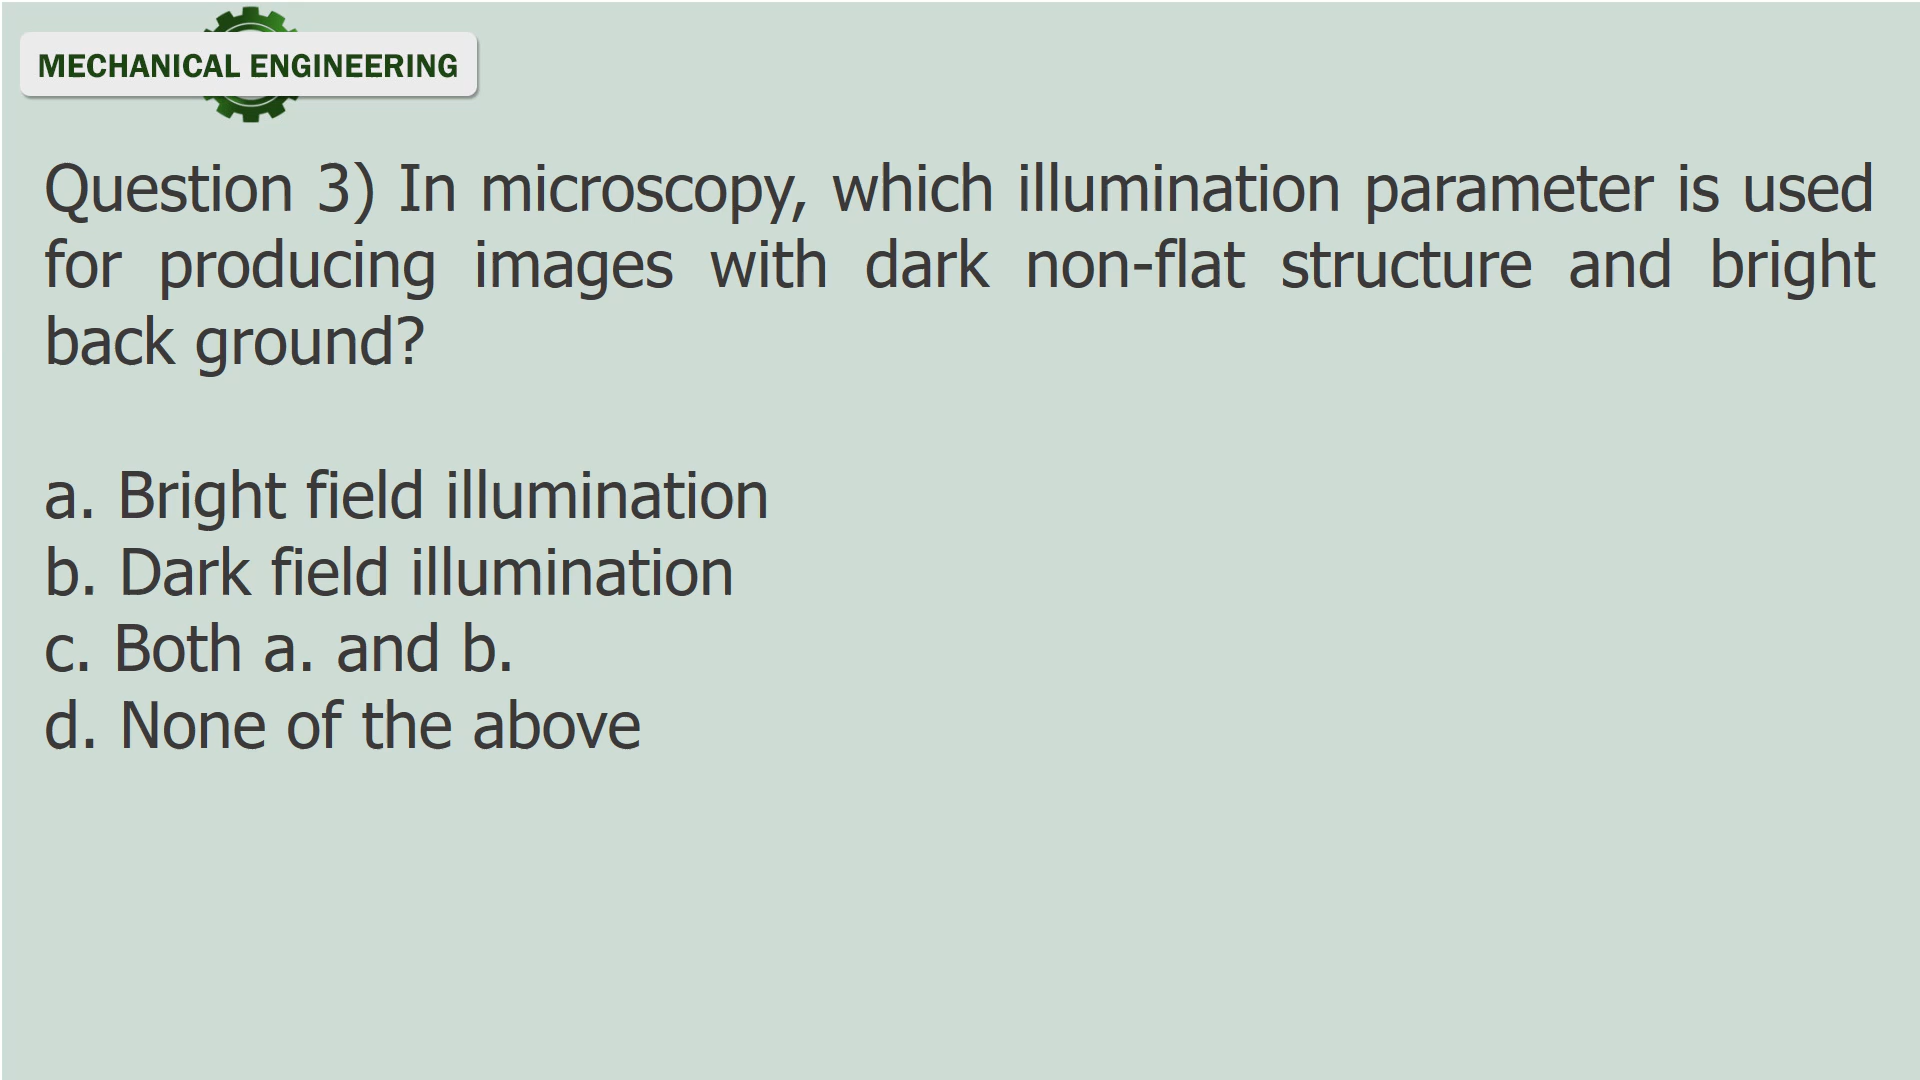 MECHANICAL ENGINEERING
Question 3) In microscopy, which illumination parameter is used
for producing images with dark non-flat structure and bright
back ground?
a. Bright field illumination
b. Dark field illumination
c. Both a. and b.
d. None of the above